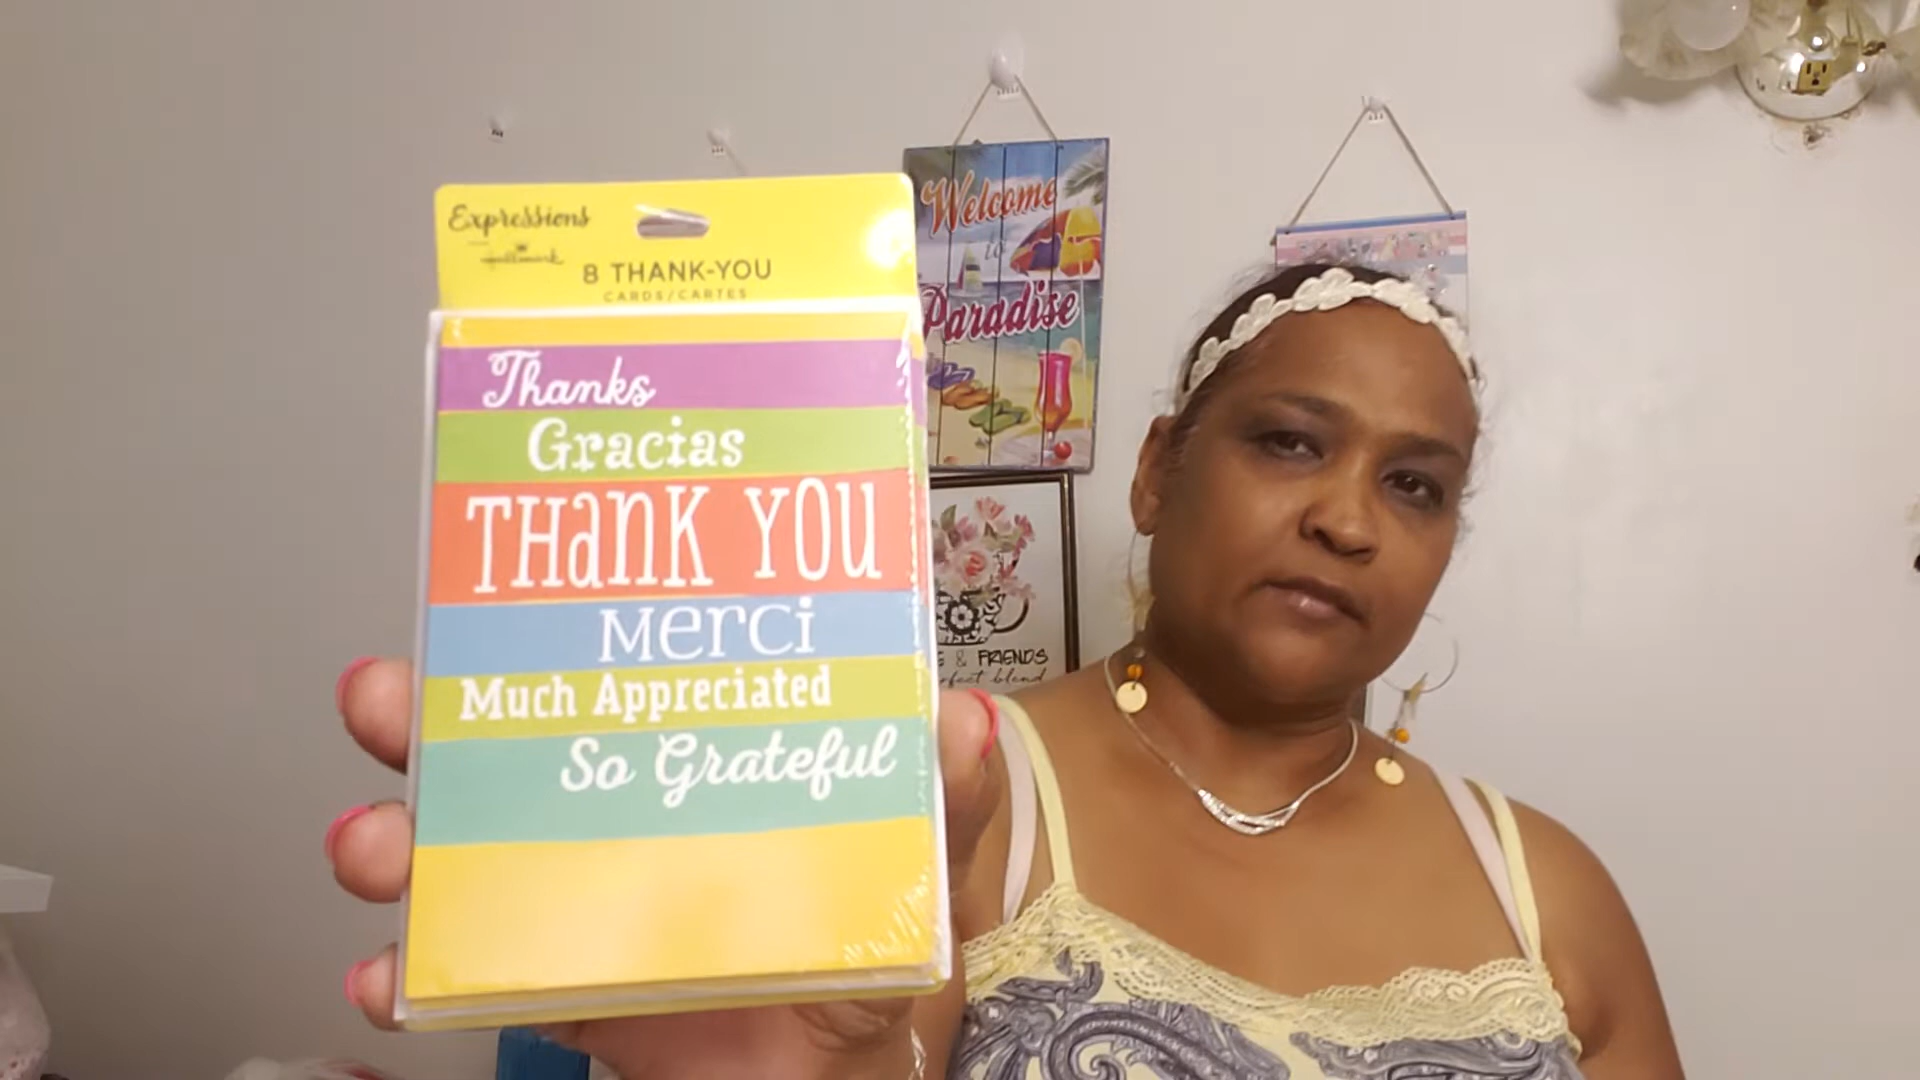 Expressions
Hallmark
8 THANK-YOU
CARDS/CARTES
Thanks
Gracias
THANK YOU
Merci
Much Appreciated
So Grateful
Welcome
to
Paradise
& FRIENDS
blend